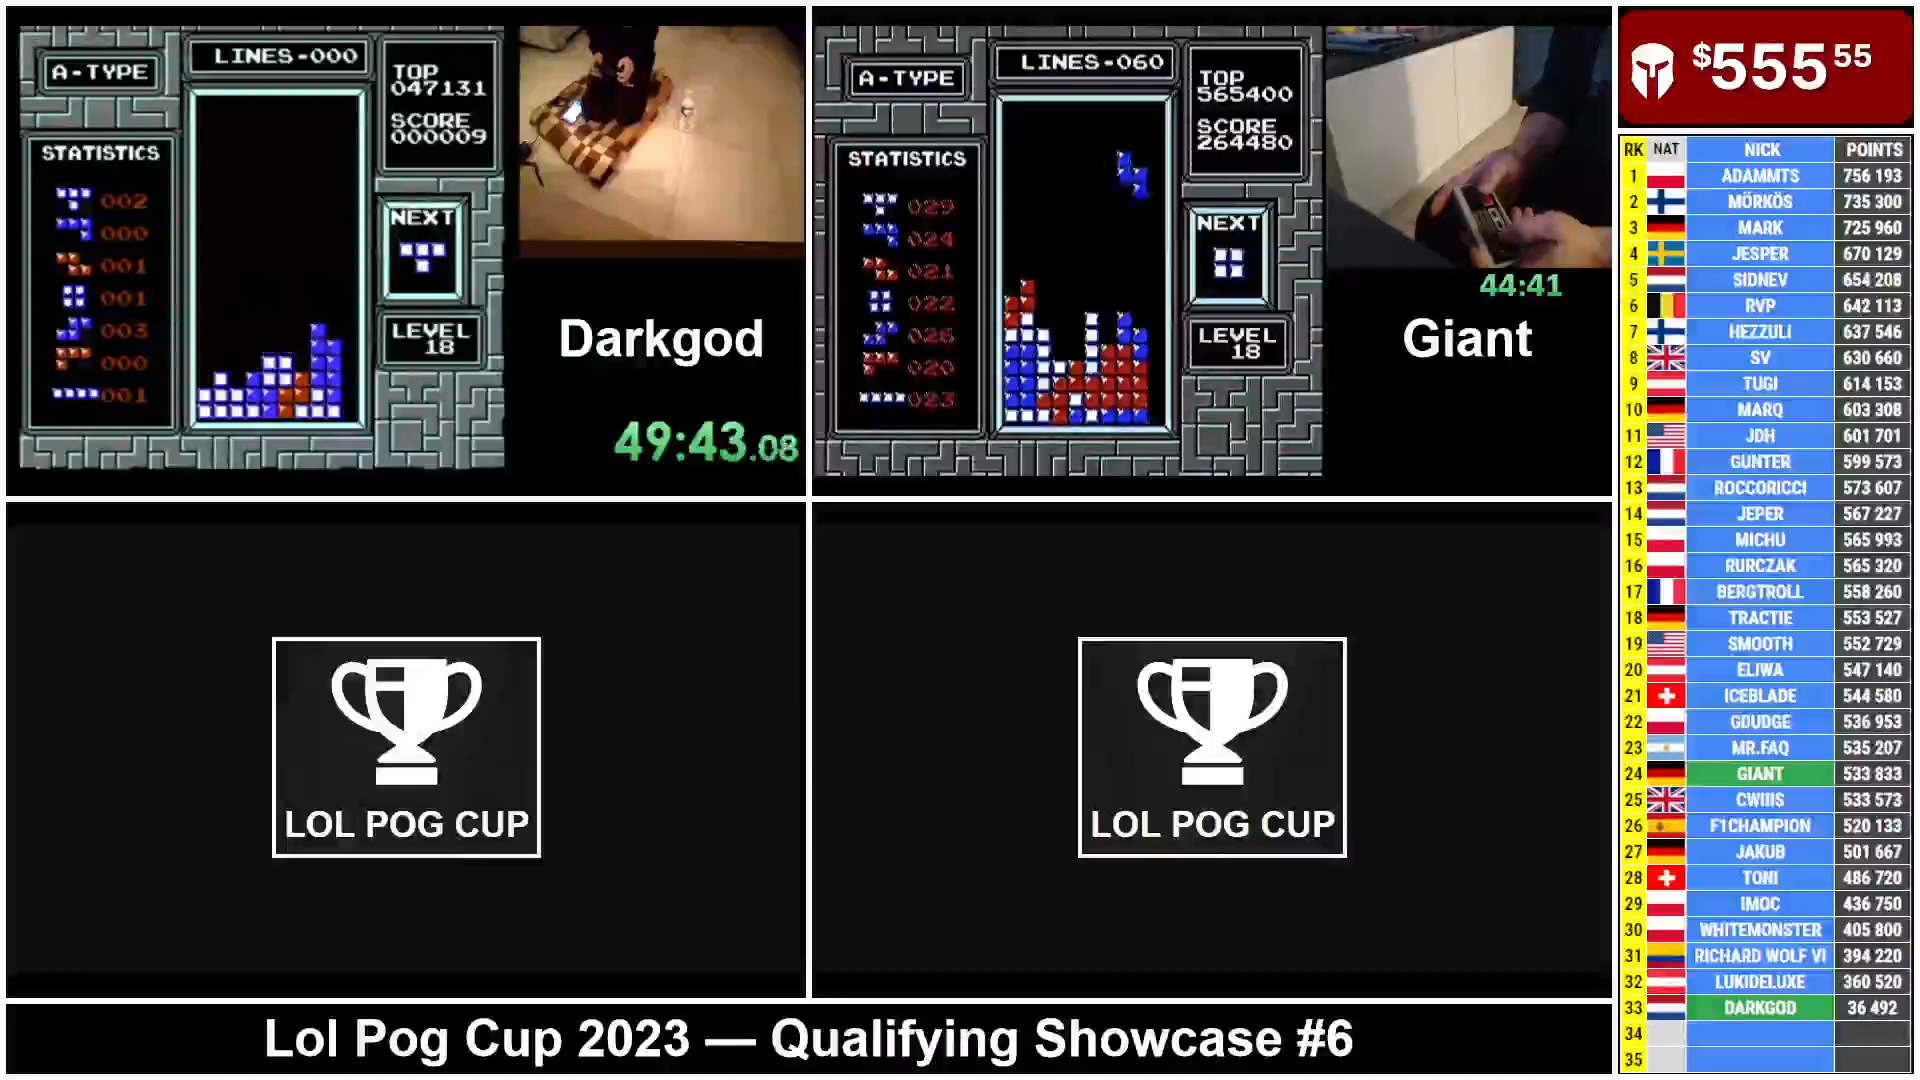 LINES-000
A-TYPE
TOP
047131
SCORE
000009
STATISTICS
002
000
001
001
003
000
001
NEXT
LEVEL
18
Darkgod
49:43.08
LINES-060
A-TYPE
TOP
565400
SCORE
264480
STATISTICS
029
024
021
022
026
020
023
NEXT
LEVEL
18
44:41
Giant
LOL POG CUP
LOL POG CUP
Lol Pog Cup 2023 — Qualifying Showcase #6
$555 55
RK NAT NICK POINTS
1 ADAMMTS 756 193
2 MÖRKÖS 735 300
3 MARK 725 960
4 JESPER 670 129
5 SIDNEV 654 208
6 RVP 642 113
7 HEZZULI 637 546
8 SV 630 660
9 TUGI 614 153
10 MARQ 603 308
11 JDH 601 701
12 GUNTER 599 573
13 ROCCORICCI 573 607
14 JEPER 567 227
15 MICHU 565 993
16 RURCZAK 565 320
17 BERGTROLL 558 260
18 TRACTIE 553 527
19 SMOOTH 552 729
20 ELIWA 547 140
21 ICEBLADE 544 580
22 GDUDGE 536 953
23 MR.FAQ 535 207
24 GIANT 533 833
25 CWIIIS 533 573
26 F1CHAMPION 520 133
27 JAKUB 501 667
28 TONI 486 720
29 IMOC 436 750
30 WHITEMONSTER 405 800
31 RICHARD WOLF VI 394 220
32 LUKIDELUXE 360 520
33 DARKGOD 36 492
34
35